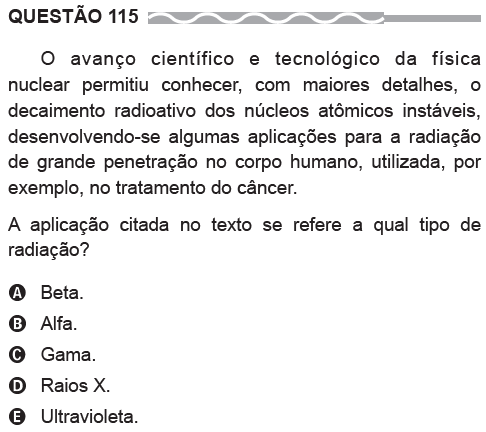 QUESTÃO 115
O avanço científico e tecnológico da física
nuclear permitiu conhecer, com maiores detalhes, o
decaimento radioativo dos núcleos atômicos instáveis,
desenvolvendo-se algumas aplicações para a radiação
de grande penetração no corpo humano, utilizada, por
exemplo, no tratamento do câncer.
A aplicação citada no texto se refere a qual tipo de
radiação?
A Beta.
B Alfa.
C Gama.
D Raios X.
E Ultravioleta.